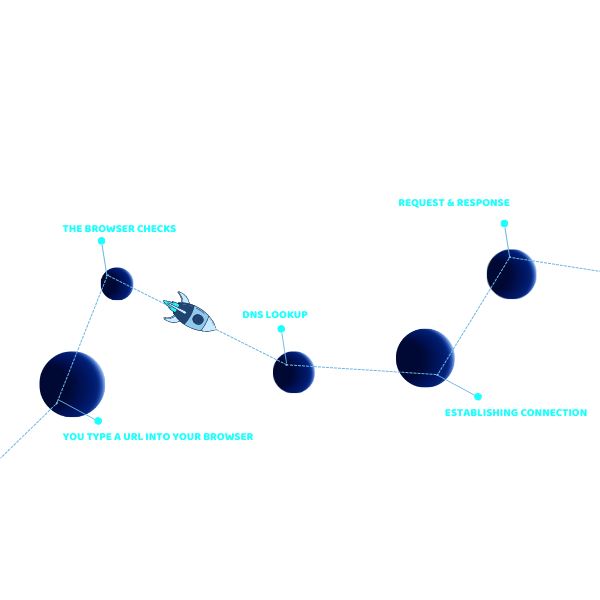 REQUEST & RESPONSE
THE BROWSER CHECKS
DNS LOOKUP
ESTABLISHING CONNECTION
YOU TYPE A URL INTO YOUR BROWSER